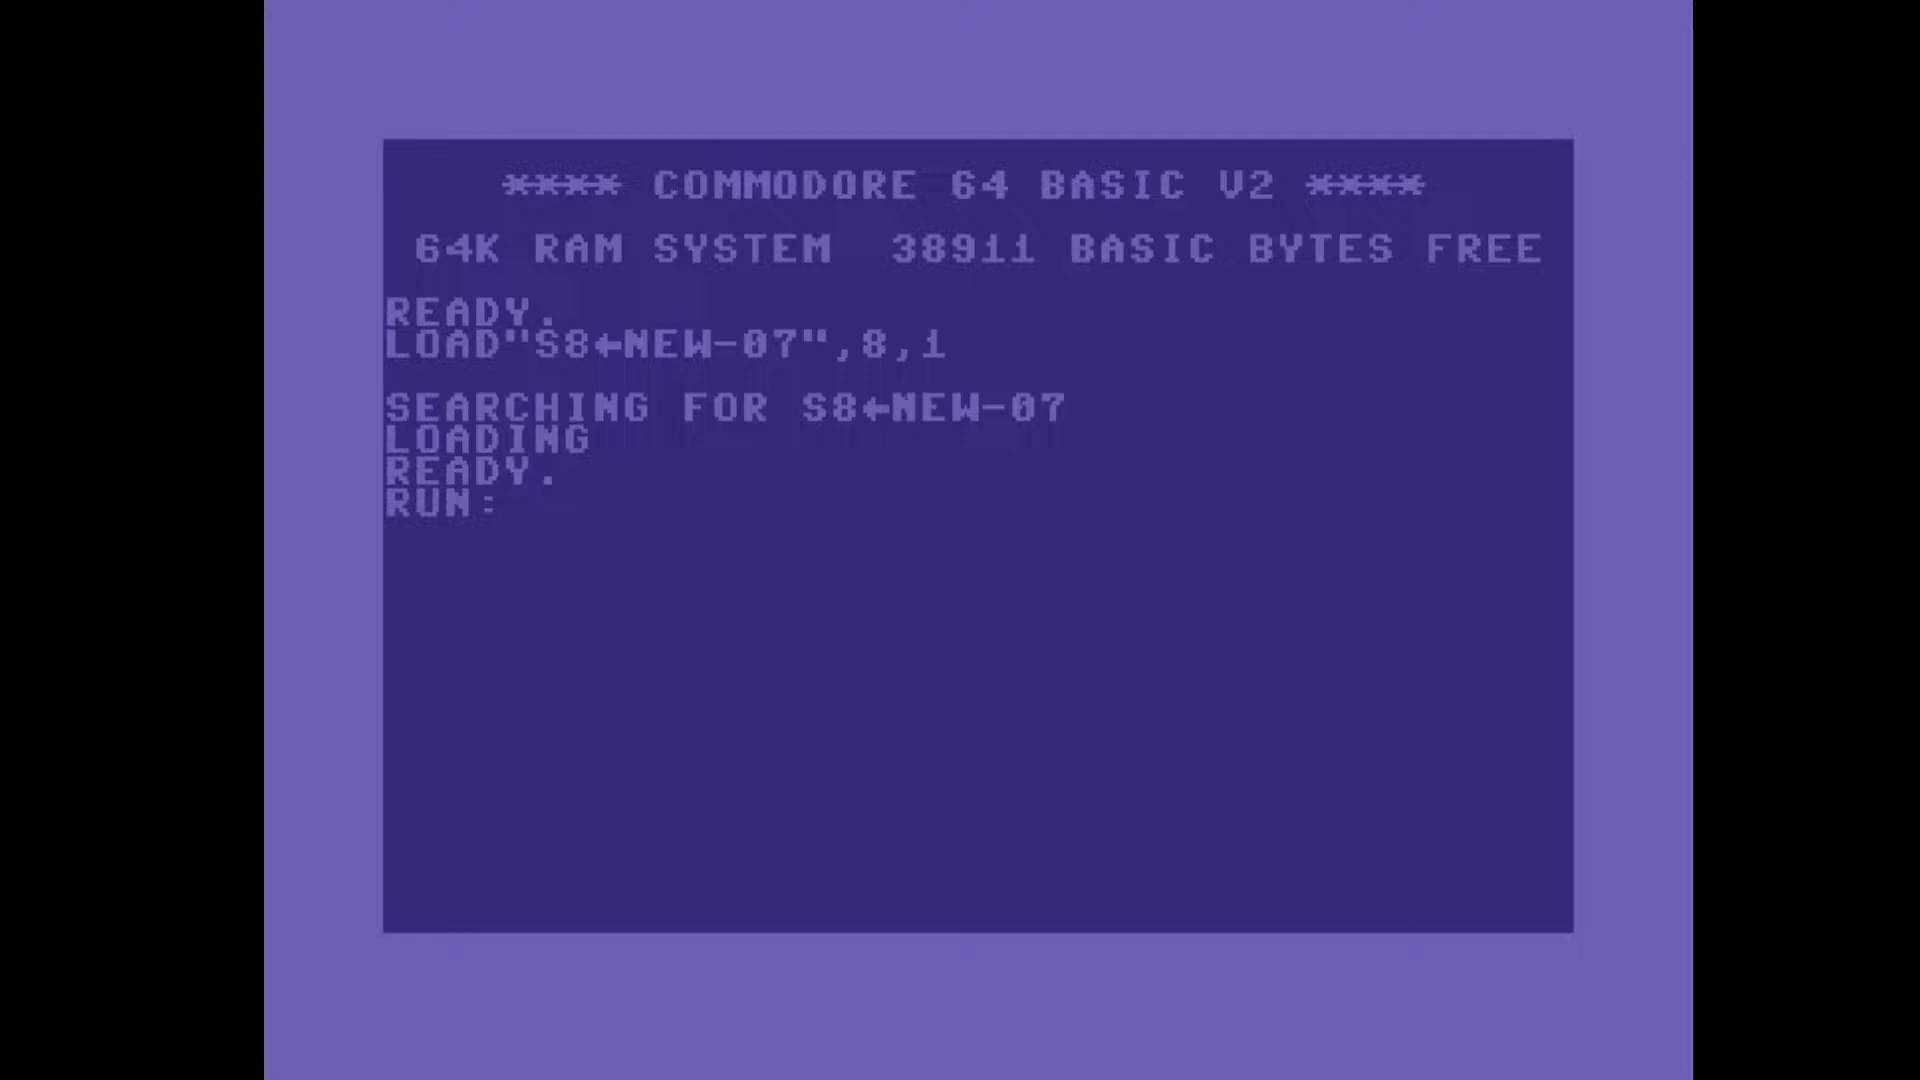 **** COMMODORE 64 BASIC V2 ****
64K RAM SYSTEM  38911 BASIC BYTES FREE
READY.
LOAD"S8←NEW-07",8,1
SEARCHING FOR S8←NEW-07
LOADING
READY.
RUN: